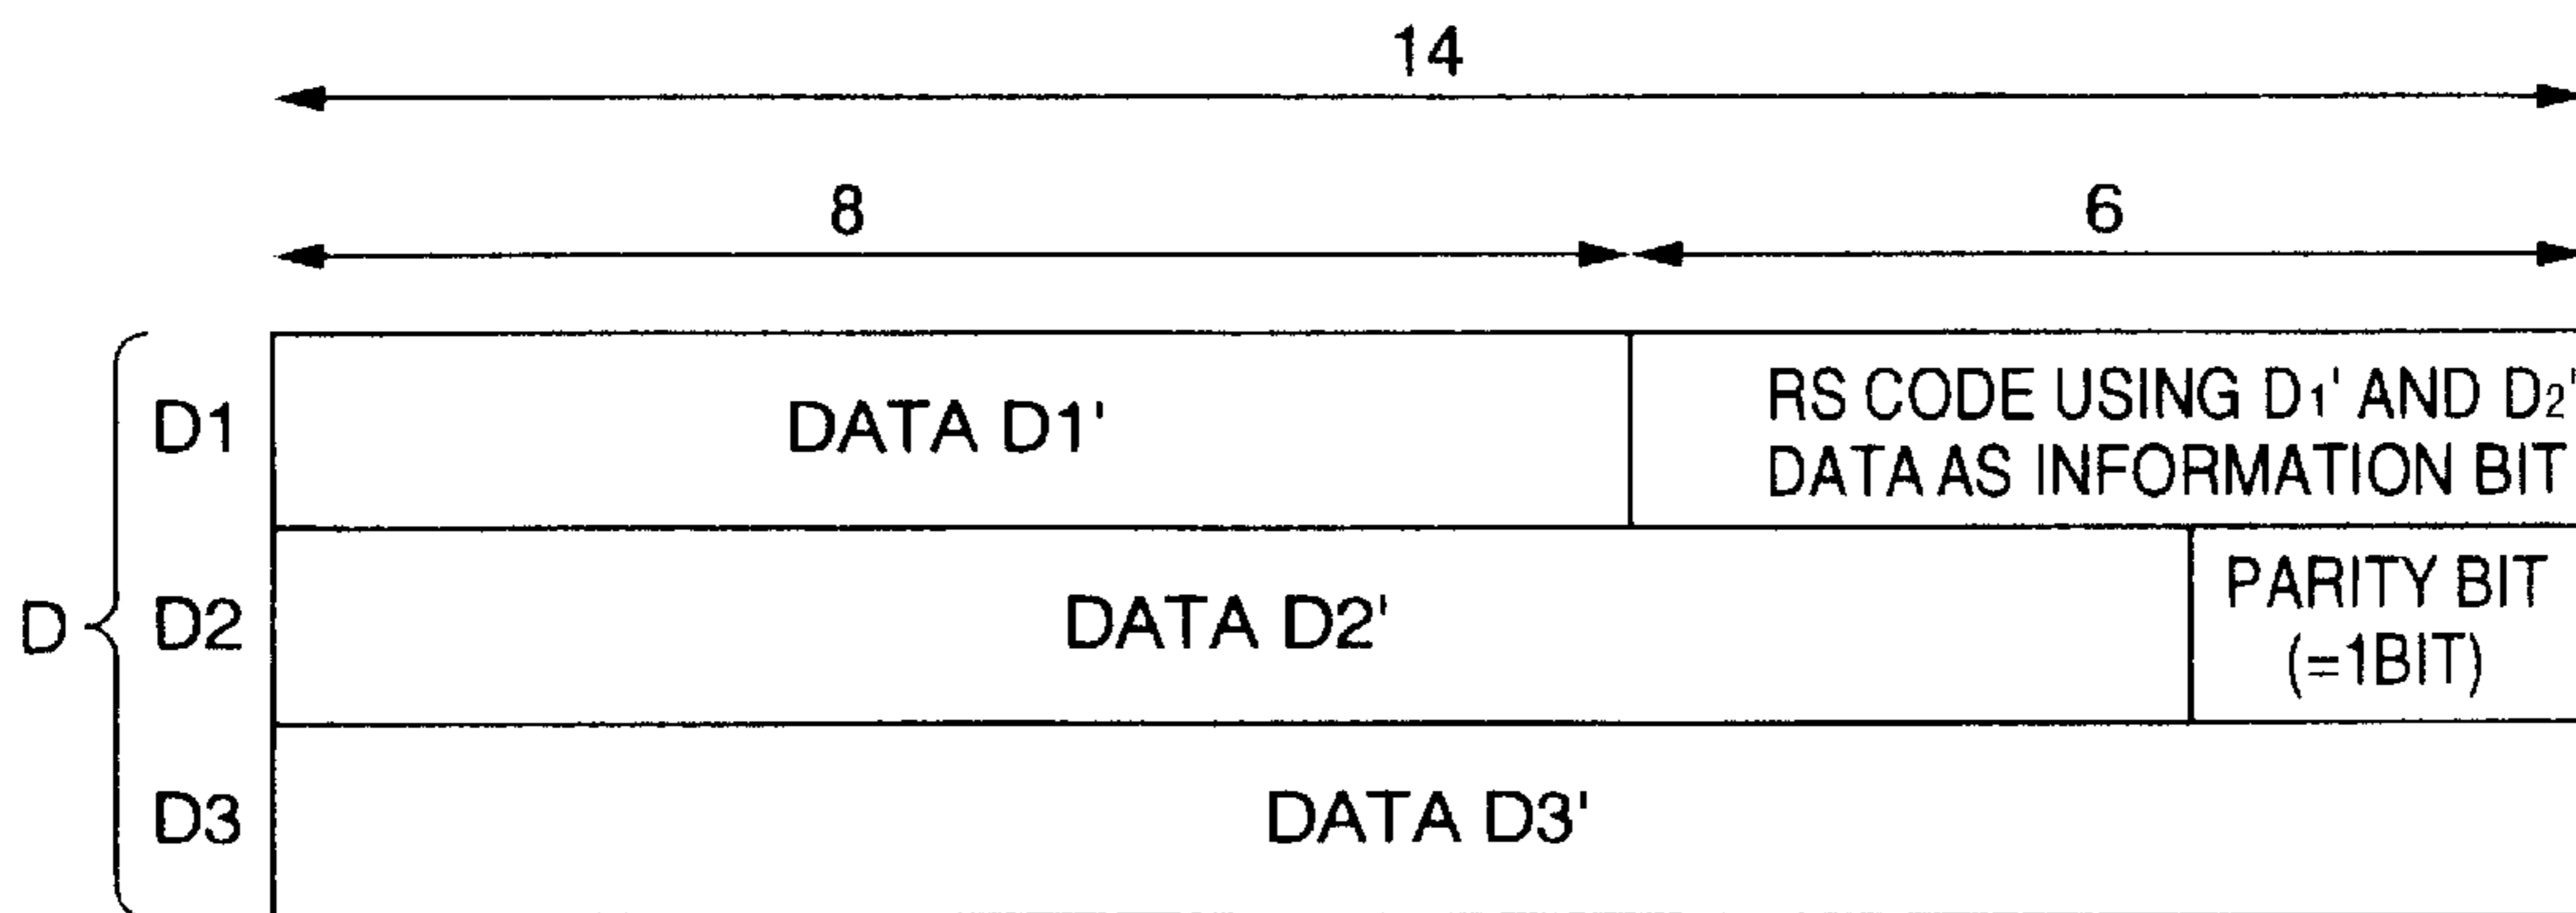 14
8 6
D
D1 DATA D1' RS CODE USING D1' AND D2'
DATA AS INFORMATION BIT
D2 DATA D2' PARITY BIT
(=1BIT)
D3 DATA D3'